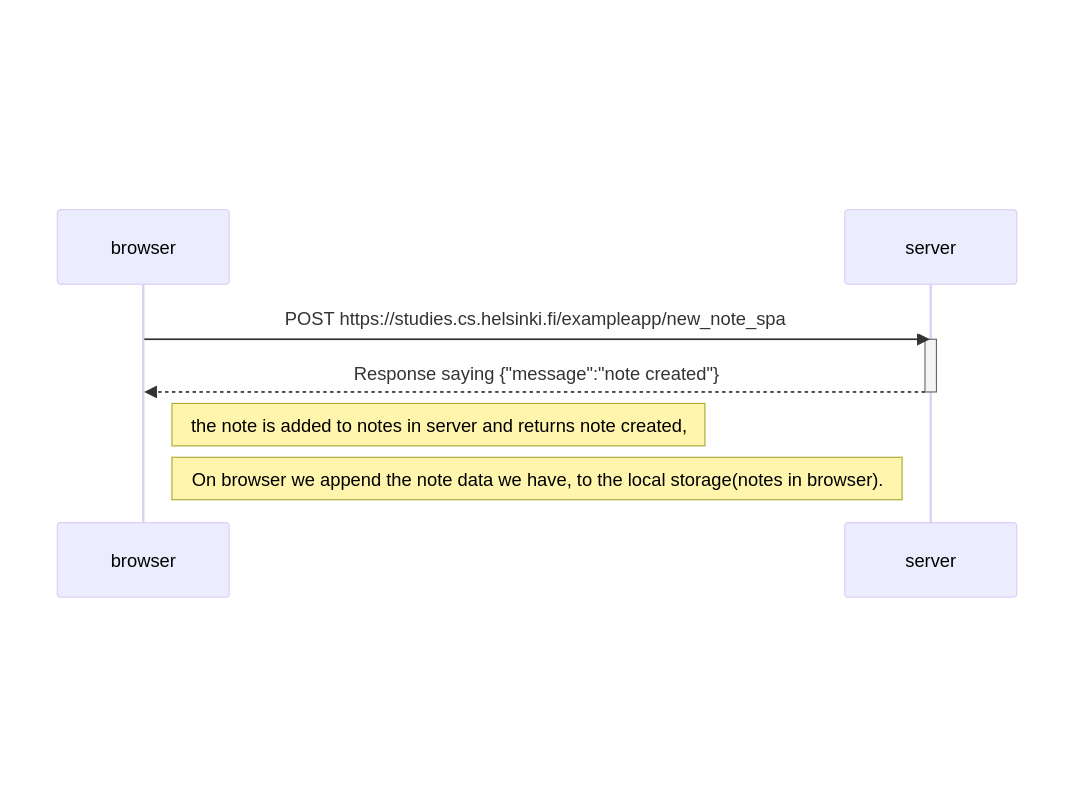 browser
server
POST https://studies.cs.helsinki.fi/exampleapp/new_note_spa
Response saying {"message":"note created"}
the note is added to notes in server and returns note created,
On browser we append the note data we have, to the local storage(notes in browser).
browser
server